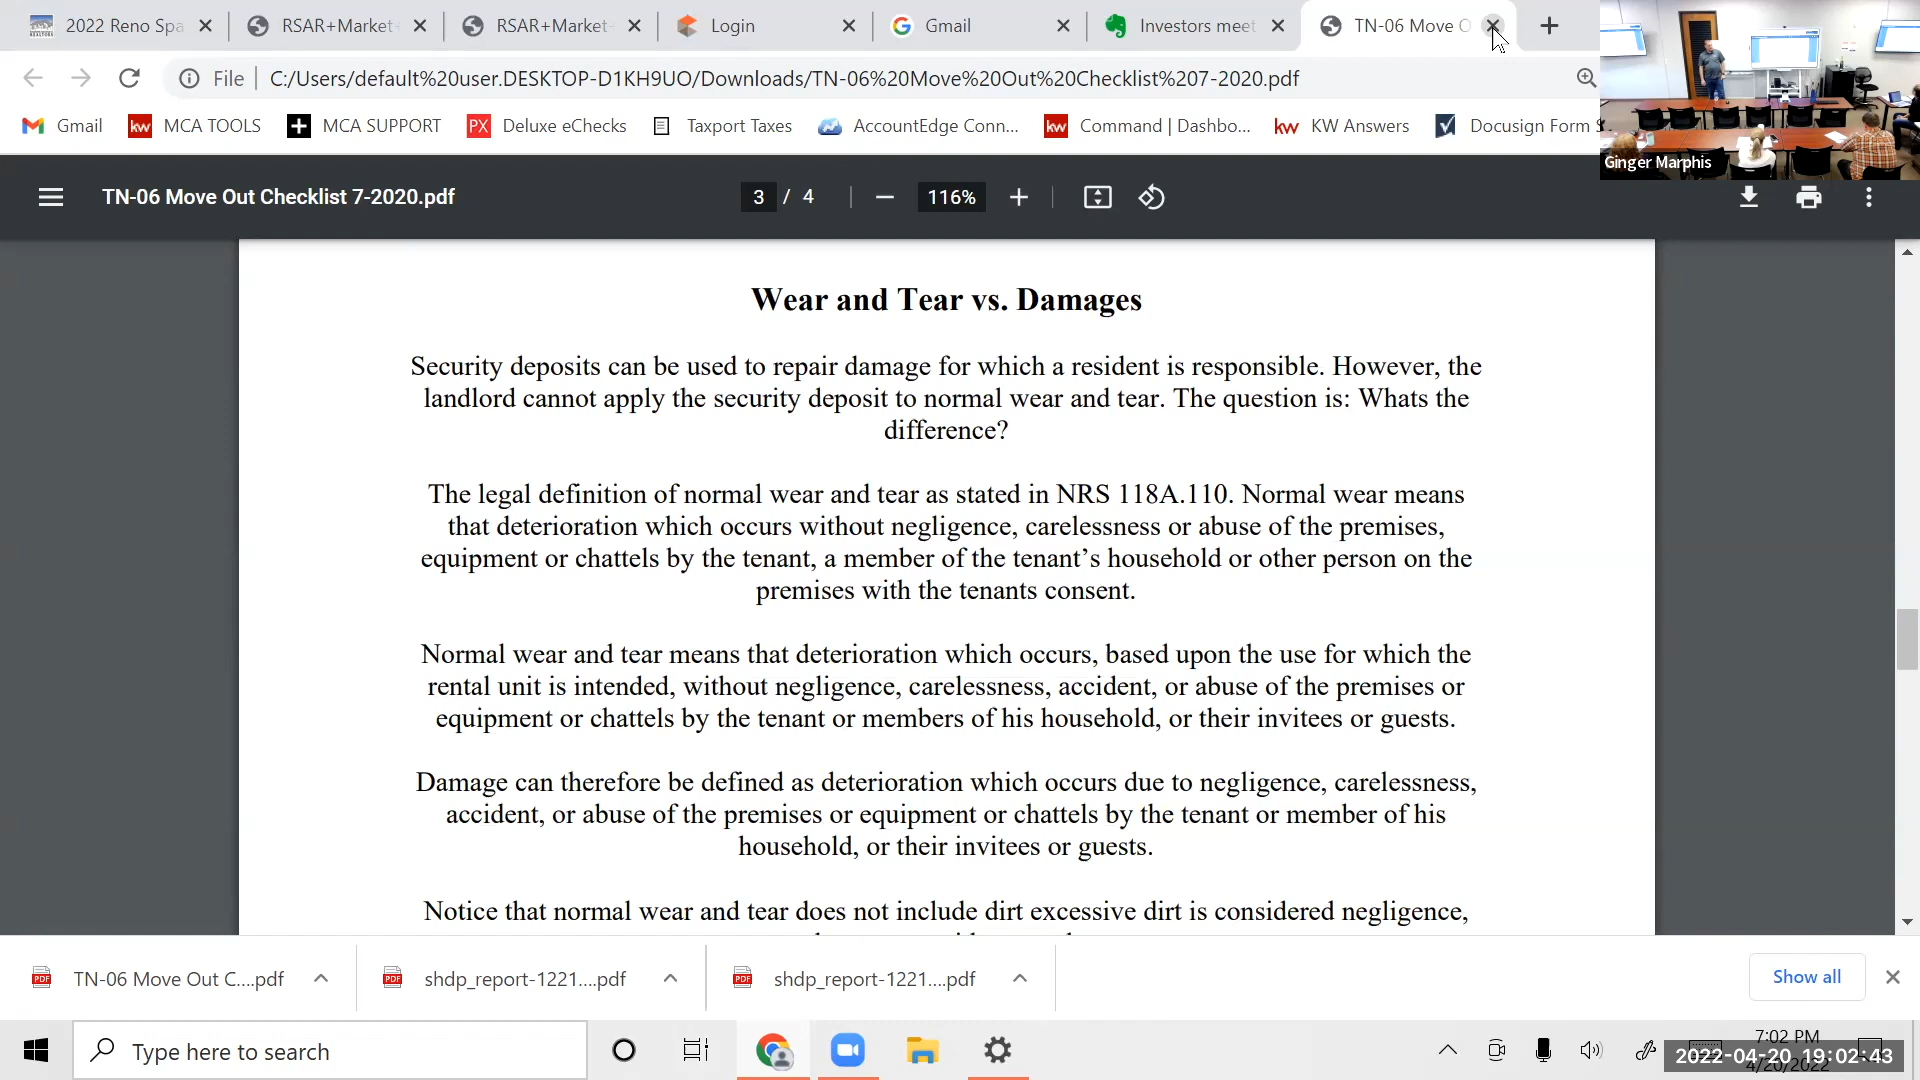 2022 Reno Spa
RSAR+Market
RSAR+Market
Login
Gmail
Investors meet
TN-06 Move O
File
C:/Users/default%20user.DESKTOP-D1KH9UO/Downloads/TN-06%20Move%20Out%20Checklist%207-2020.pdf
Gmail
kw MCA TOOLS
MCA SUPPORT
PX Deluxe eChecks
Taxport Taxes
AccountEdge Conn...
kw Command | Dashbo...
kw KW Answers
Docusign Form S
Ginger Marphis
TN-06 Move Out Checklist 7-2020.pdf
3 / 4
116%
Wear and Tear vs. Damages
Security deposits can be used to repair damage for which a resident is responsible. However, the
landlord cannot apply the security deposit to normal wear and tear. The question is: Whats the
difference?
The legal definition of normal wear and tear as stated in NRS 118A.110. Normal wear means
that deterioration which occurs without negligence, carelessness or abuse of the premises,
equipment or chattels by the tenant, a member of the tenant’s household or other person on the
premises with the tenants consent.
Normal wear and tear means that deterioration which occurs, based upon the use for which the
rental unit is intended, without negligence, carelessness, accident, or abuse of the premises or
equipment or chattels by the tenant or members of his household, or their invitees or guests.
Damage can therefore be defined as deterioration which occurs due to negligence, carelessness,
accident, or abuse of the premises or equipment or chattels by the tenant or member of his
household, or their invitees or guests.
Notice that normal wear and tear does not include dirt excessive dirt is considered negligence,
PDF TN-06 Move Out C....pdf
PDF shdp_report-1221....pdf
PDF shdp_report-1221....pdf
Show all
Type here to search
7:02 PM
4/20/2022
2022-04-20 19:02:43